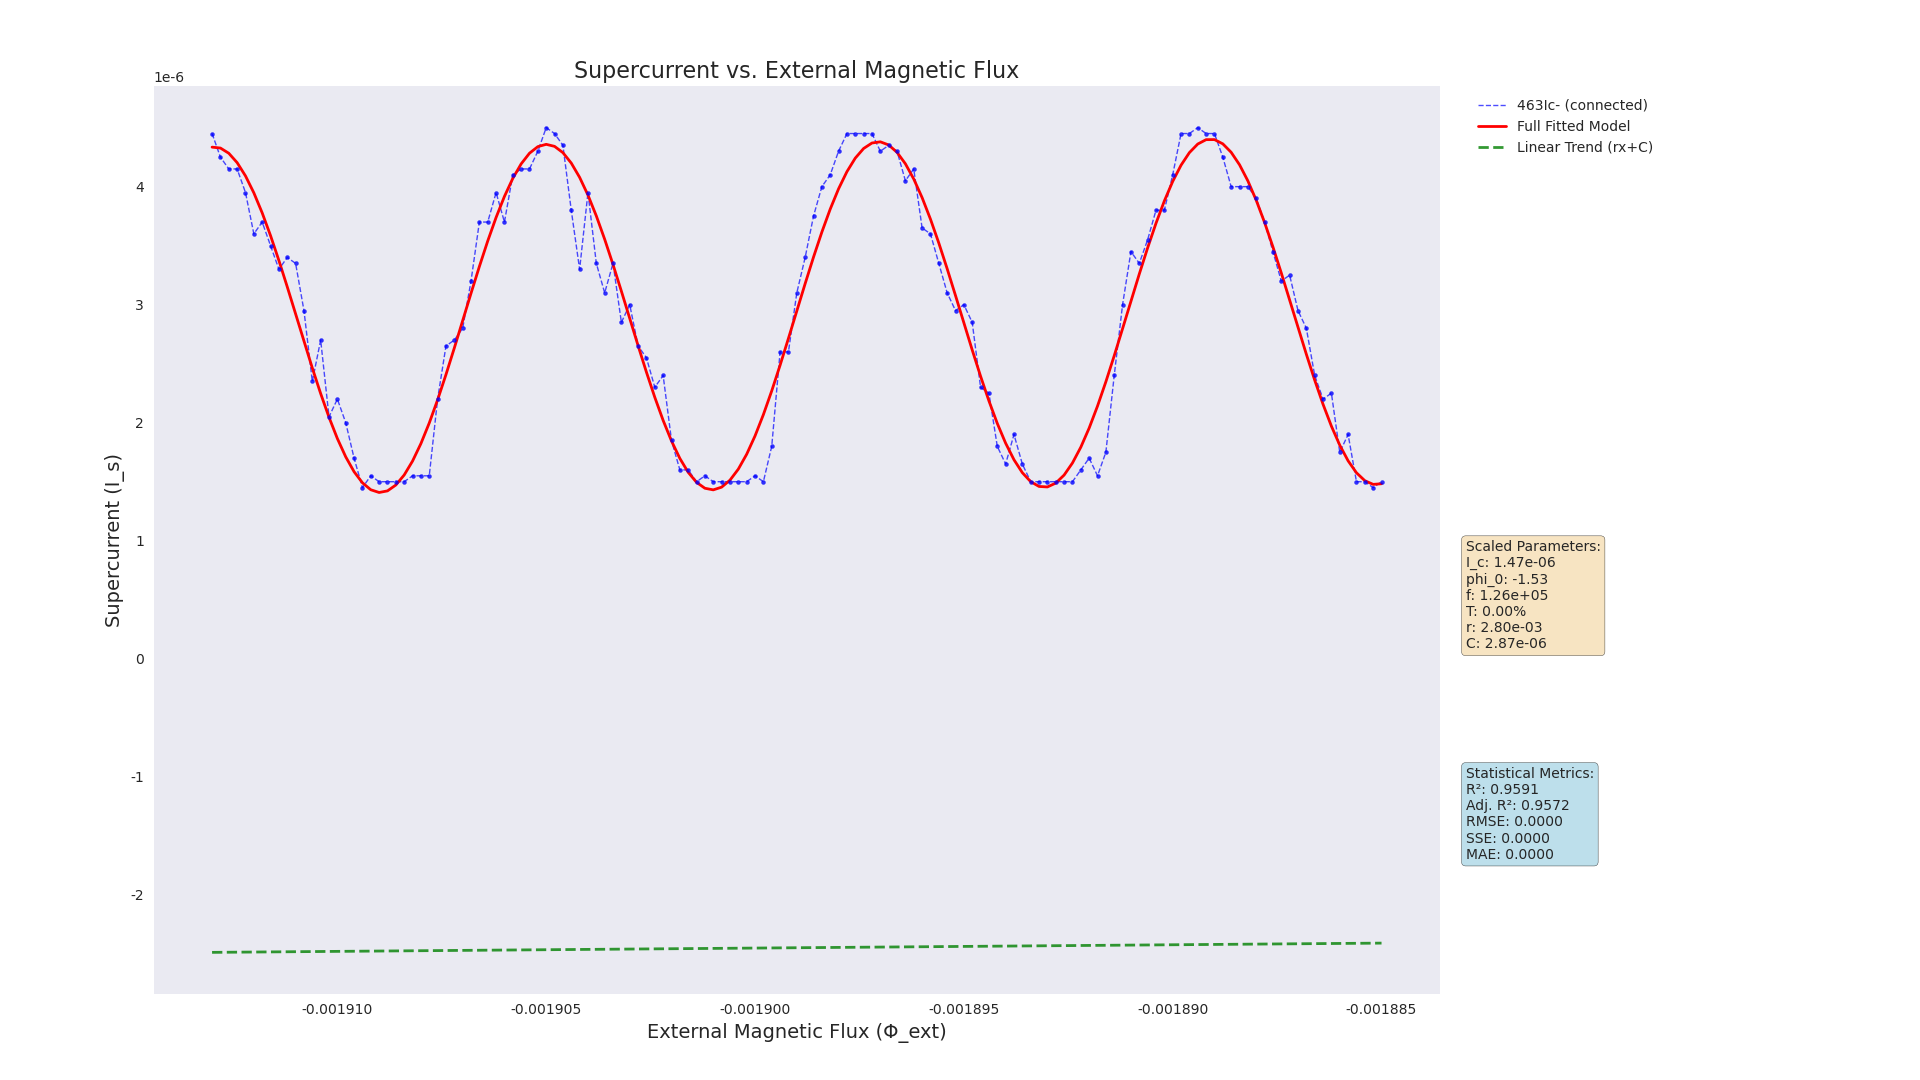 Supercurrent vs. External Magnetic Flux
1e-6
4
3
2
1
0
-1
-2
Supercurrent (I_s)
-0.001910
-0.001905
-0.001900
-0.001895
-0.001890
-0.001885
External Magnetic Flux (Φ_ext)
463Ic- (connected)
Full Fitted Model
Linear Trend (rx+C)
Scaled Parameters:
I_c: 1.47e-06
phi_0: -1.53
f: 1.26e+05
T: 0.00%
r: 2.80e-03
C: 2.87e-06
Statistical Metrics:
R²: 0.9591
Adj. R²: 0.9572
RMSE: 0.0000
SSE: 0.0000
MAE: 0.0000